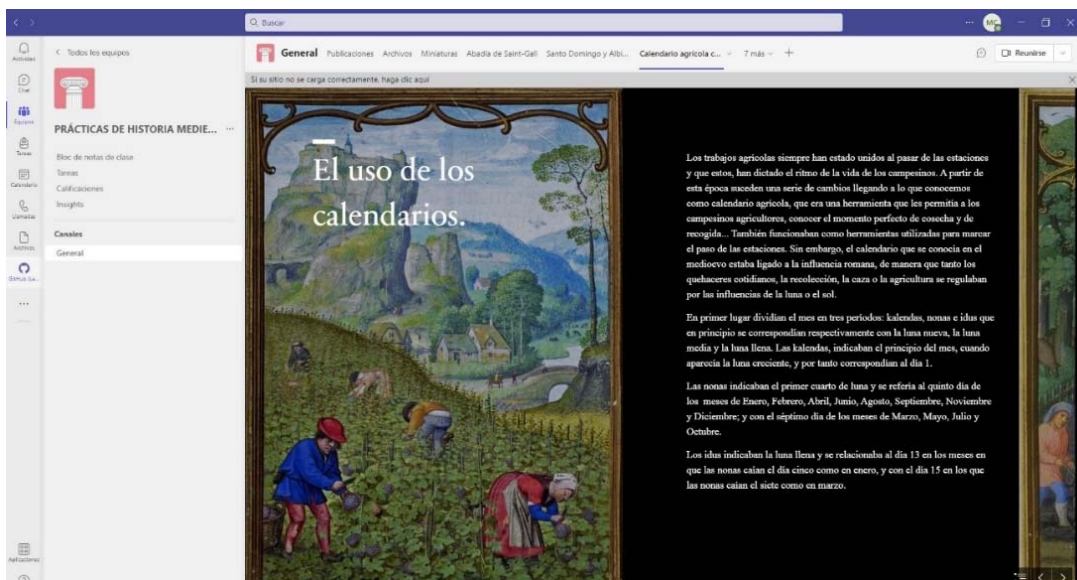 Buscar
MC
Actividad
Chat
Equipos
Tareas
Calendario
Llamadas
Archivos
Aplicaciones
Todos los equipos
PRÁCTICAS DE HISTORIA MEDIE... ...
Bloc de notas de clase
Tareas
Calificaciones
Insights
Canales
General
General Publicaciones Archivos Miniaturas Abadía de Saint-Gall Santo Domingo y Albi... Calendario agrícola c... 7 más +
Reunirse
Si su sitio no se carga correctamente, haga clic aquí
El uso de los
calendarios.
Los trabajos agrícolas siempre han estado unidos al pasar de las estaciones
y que estos, han dictado el ritmo de la vida de los campesinos. A partir de
esta época suceden una serie de cambios llegando a lo que conocemos
como calendario agrícola, que era una herramienta que les permitía a los
campesinos agricultores, conocer el momento perfecto de cosecha y de
recogida... También funcionaban como herramientas utilizadas para marcar
el paso de las estaciones. Sin embargo, el calendario que se conocía en el
medioevo estaba ligado a la influencia romana, de manera que tanto los
quehaceres cotidianos, la recolección, la caza o la agricultura se regulaban
por las influencias de la luna o el sol.
En primer lugar dividían el mes en tres periodos: kalendas, nonas e idus que
en principio se correspondían respectivamente con la luna nueva, la luna
media y la luna llena. Las kalendas, indicaban el principio del mes, cuando
aparecía la luna creciente, y por tanto correspondían al día 1.
Las nonas indicaban el primer cuarto de luna y se refería al quinto día de
los meses de Enero, Febrero, Abril, Junio, Agosto, Septiembre, Noviembre
y Diciembre; y con el séptimo día de los meses de Marzo, Mayo, Julio y
Octubre.
Los idus indicaban la luna llena y se relacionaba al día 13 en los meses en
que las nonas caían el día cinco como en enero, y con el día 15 en los que
las nonas caían el siete como en marzo.